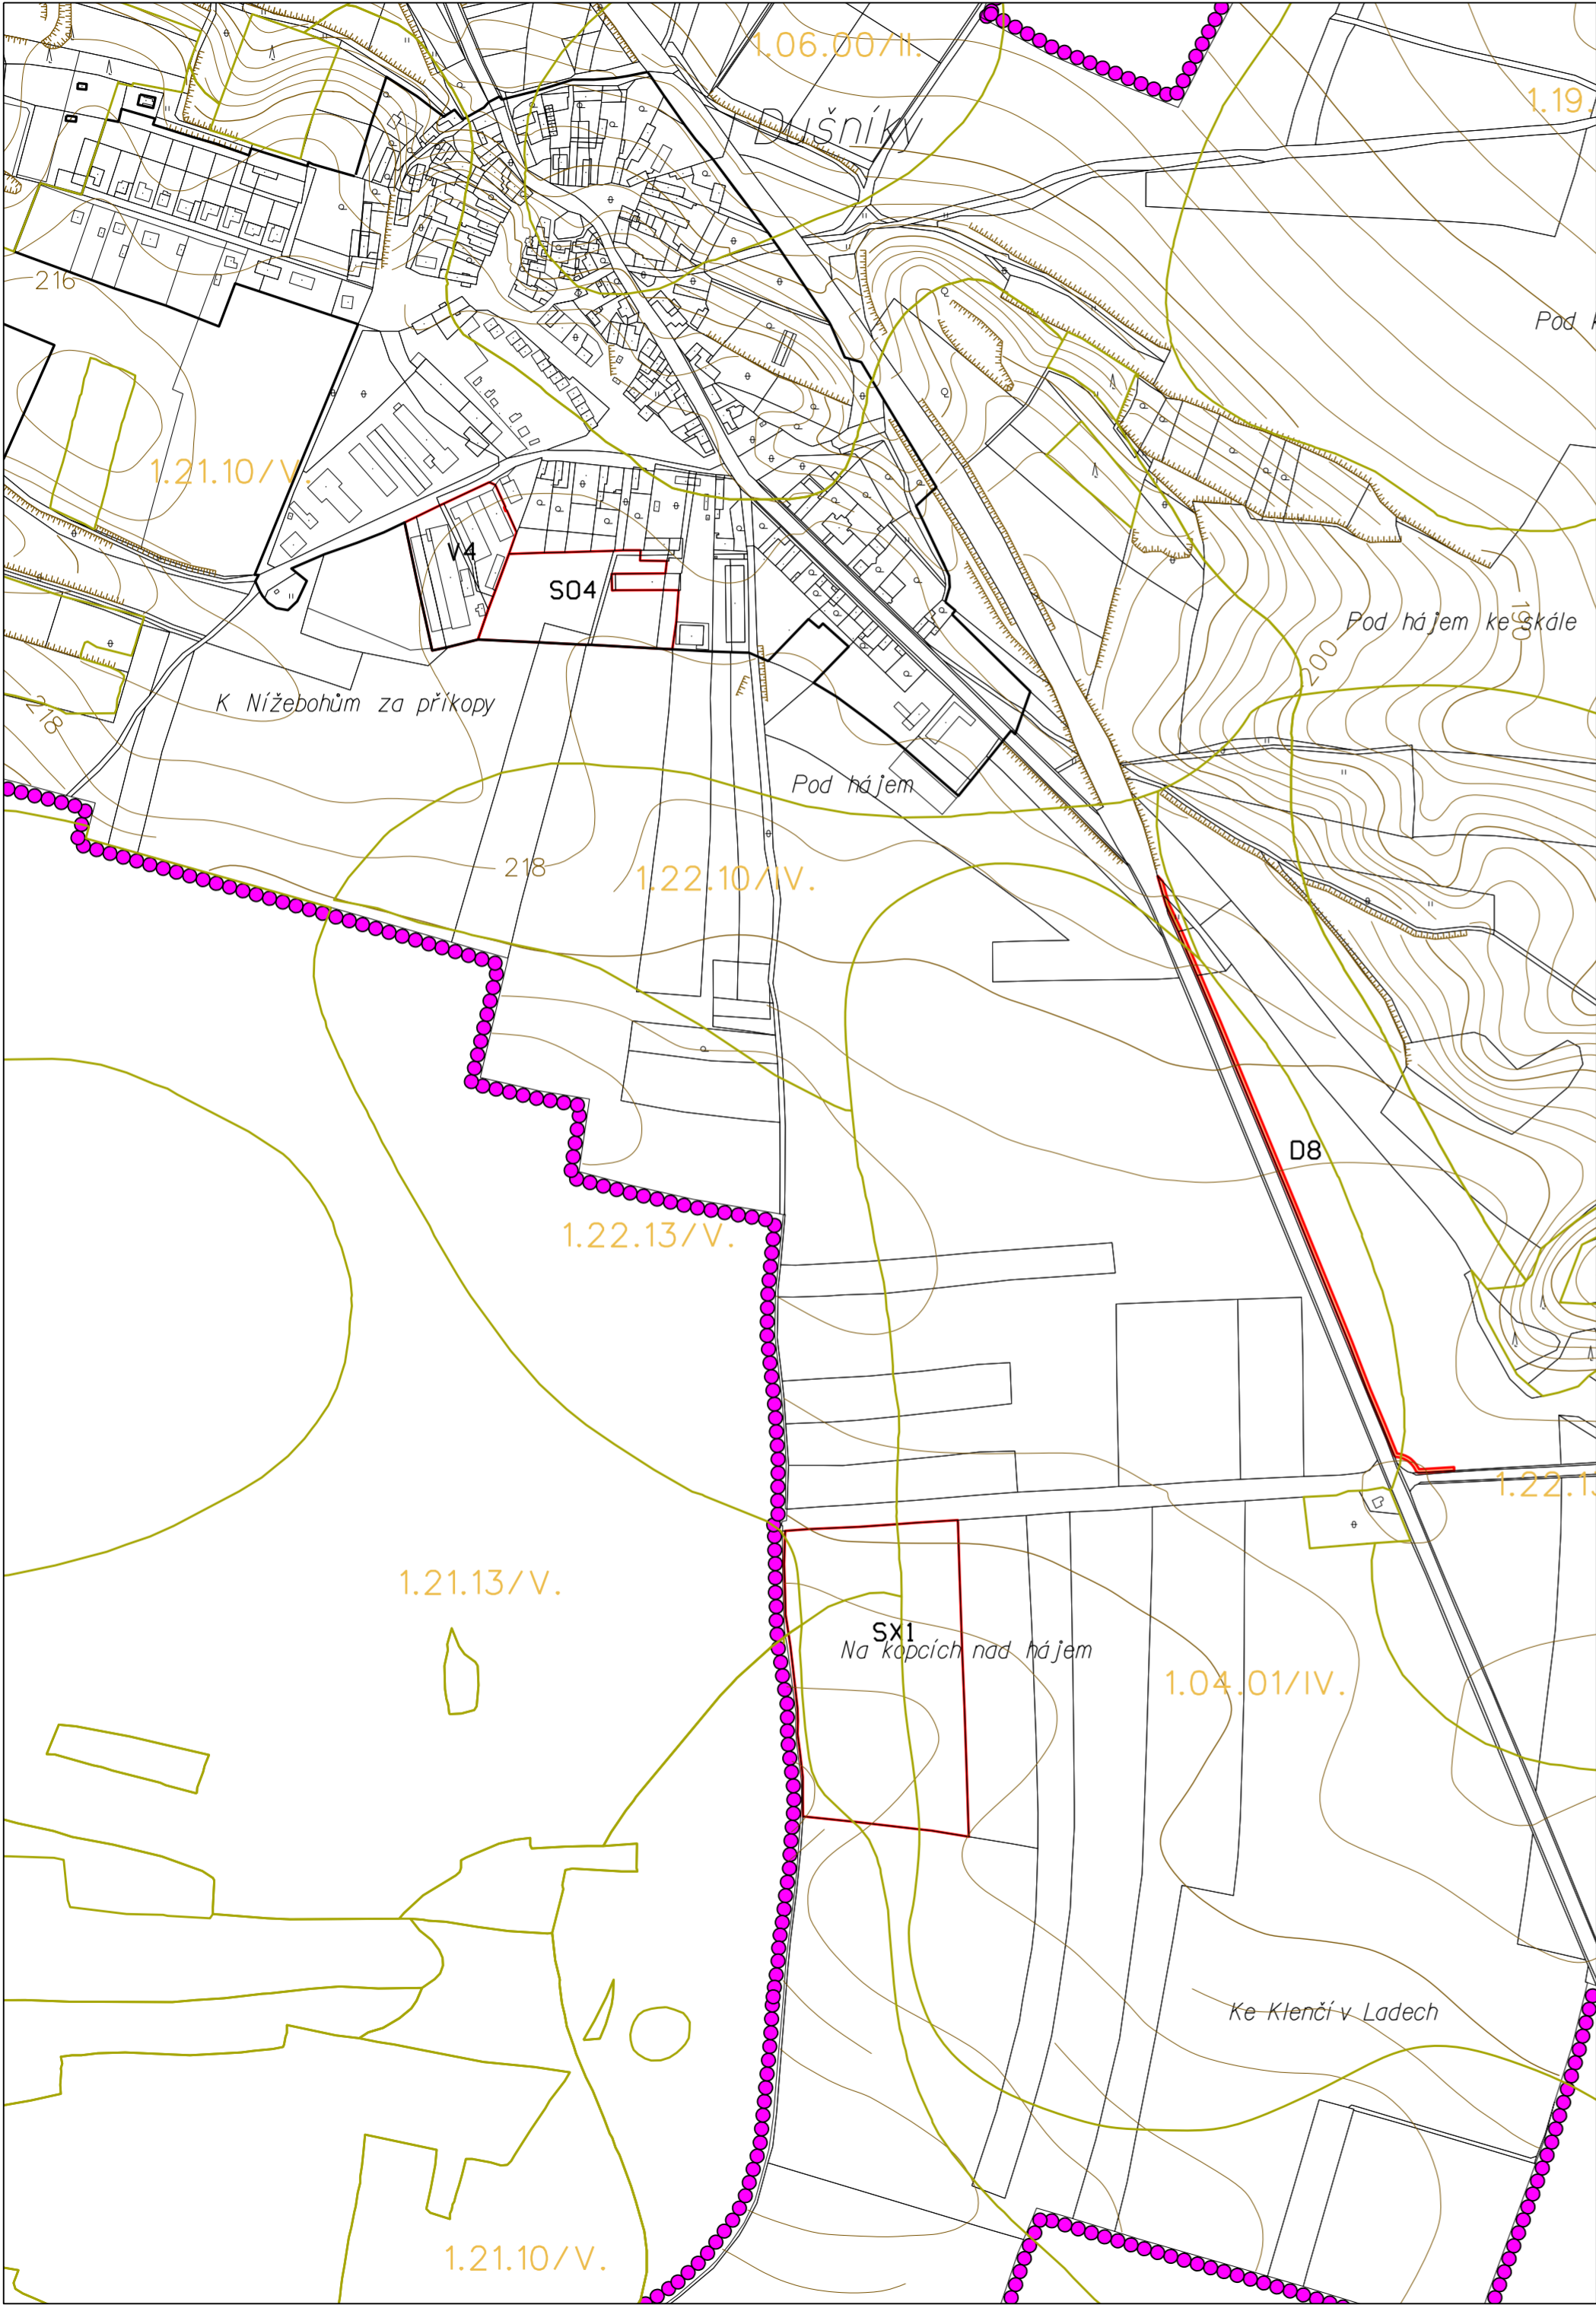 1.06.00/II.
1.19.
Dušníky
216
Pod
1.21.10/V.
V4
SO4
Pod hájem ke skále
190
200
K Nížebohům za příkopy
218
Pod hájem
218
1.22.10/IV.
D8
1.22.13/V.
1.22.13
1.21.13/V.
SX1
Na kopcích nad hájem
1.04.01/IV.
Ke Klenčí v Ladech
1.21.10/V.